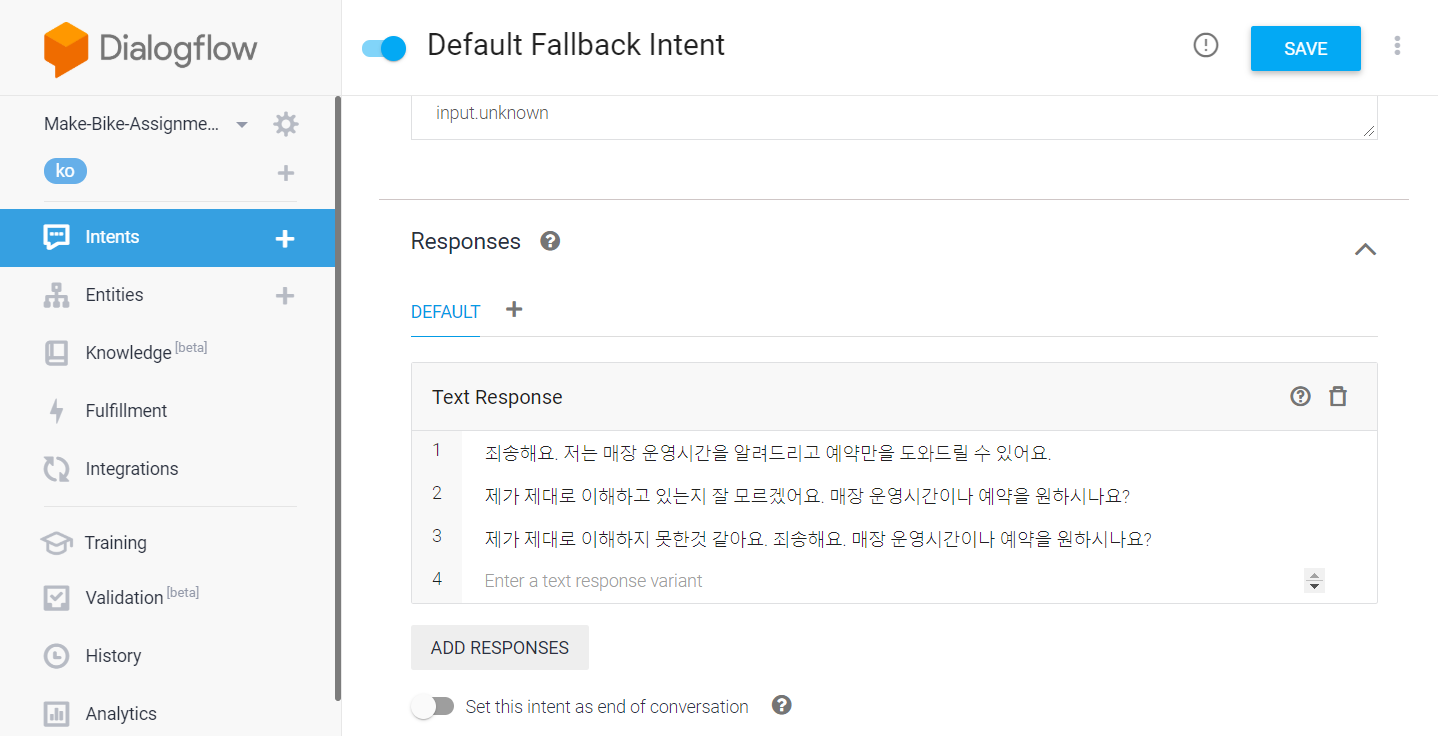 Dialogflow
Default Fallback Intent
SAVE
Make-Bike-Assignme...
ko
Intents
Entities
Knowledge [beta]
Fulfillment
Integrations
Training
Validation [beta]
History
Analytics
input.unknown
Responses
DEFAULT
Text Response
1 죄송해요. 저는 매장 운영시간을 알려드리고 예약만을 도와드릴 수 있어요.
2 제가 제대로 이해하고 있는지 잘 모르겠어요. 매장 운영시간이나 예약을 원하시나요?
3 제가 제대로 이해하지 못한것 같아요. 죄송해요. 매장 운영시간이나 예약을 원하시나요?
4 Enter a text response variant
ADD RESPONSES
Set this intent as end of conversation